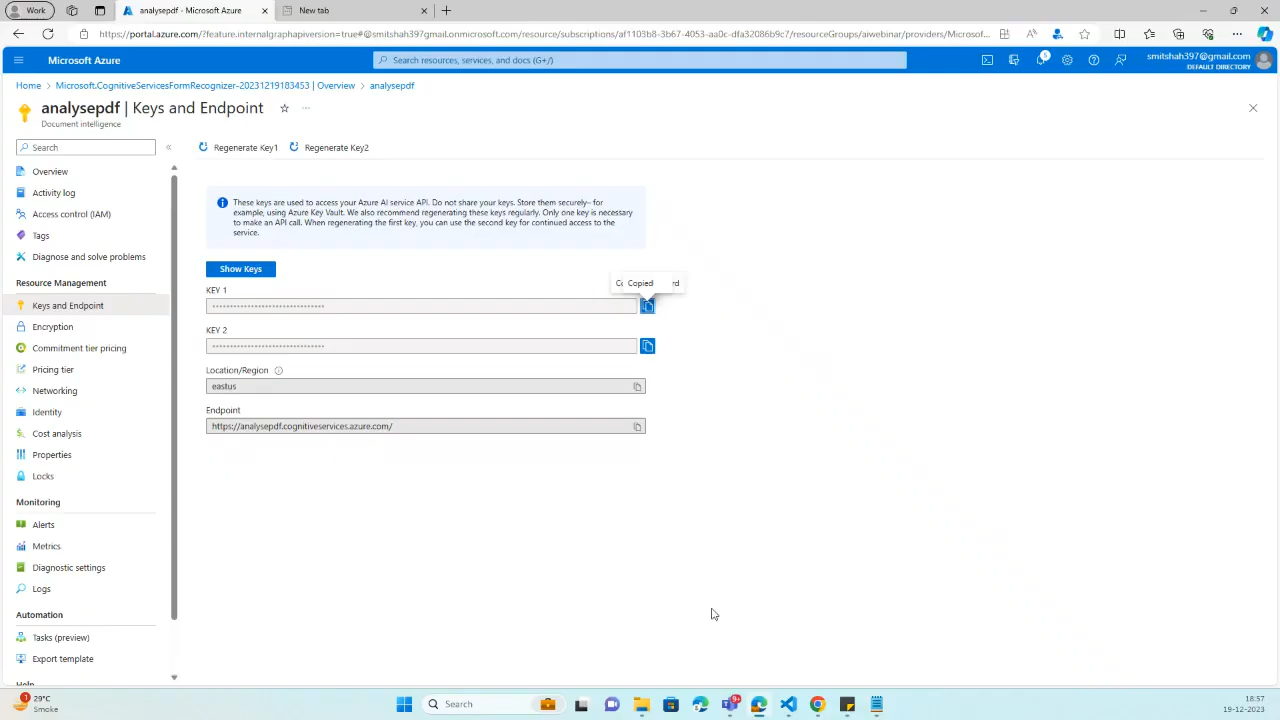 Work
analysepdf - Microsoft Azure
New tab
https://portal.azure.com/?feature.internalgraphapiversion=true#@smitshah397gmail.onmicrosoft.com/resource/subscriptions/af1103b8-3b67-4053-aa0c-dfa32086b9c7/resourceGroups/aiwebinar/providers/Microsof...
Microsoft Azure
Search resources, services, and docs (G+/)
5
smitshah397@gmail.com
DEFAULT DIRECTORY
Home > Microsoft.CognitiveServicesFormRecognizer-20231219183453 | Overview > analysepdf
analysepdf | Keys and Endpoint
Document intelligence
Search
Regenerate Key1
Regenerate Key2
Overview
Activity log
Access control (IAM)
Tags
Diagnose and solve problems
Resource Management
Keys and Endpoint
Encryption
Commitment tier pricing
Pricing tier
Networking
Identity
Cost analysis
Properties
Locks
Monitoring
Alerts
Metrics
Diagnostic settings
Logs
Automation
Tasks (preview)
Export template
Help
These keys are used to access your Azure AI service API. Do not share your keys. Store them securely– for
example, using Azure Key Vault. We also recommend regenerating these keys regularly. Only one key is necessary
to make an API call. When regenerating the first key, you can use the second key for continued access to the
service.
Show Keys
Copied
KEY 1
KEY 2
Location/Region
eastus
Endpoint
https://analysepdf.cognitiveservices.azure.com/
1
29°C
Smoke
Search
9+
18:57
19-12-2023